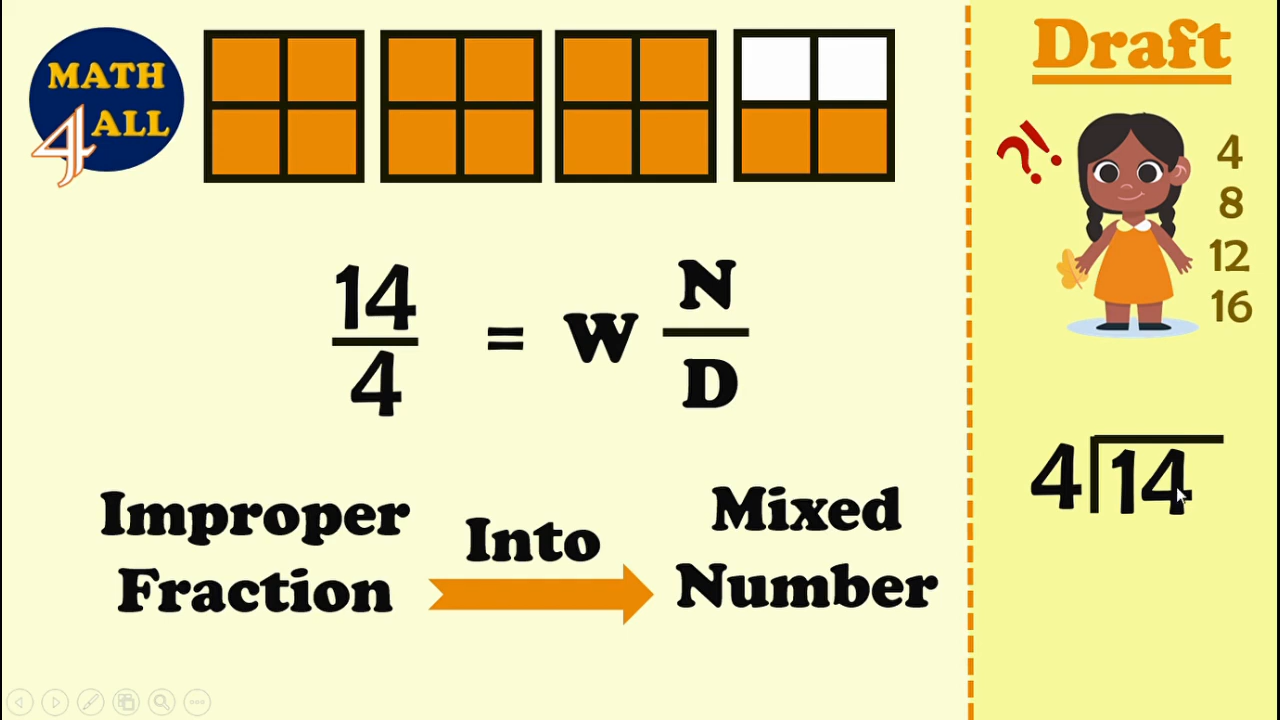 MATH
4 ALL
14
4
=
W
N
D
Improper
Fraction
Into
Mixed
Number
Draft
?!
4
8
12
16
4 14